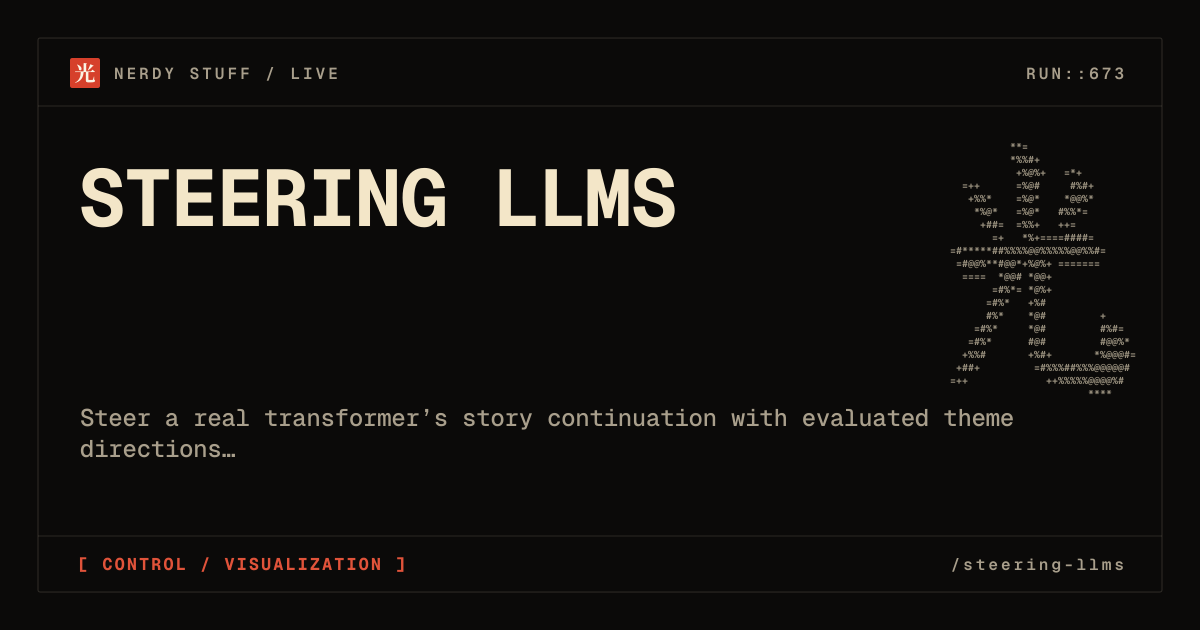 光 NERDY STUFF / LIVE
RUN::673
STEERING LLMS
Steer a real transformer’s story continuation with evaluated theme
directions…
[ CONTROL / VISUALIZATION ]
/steering-llms